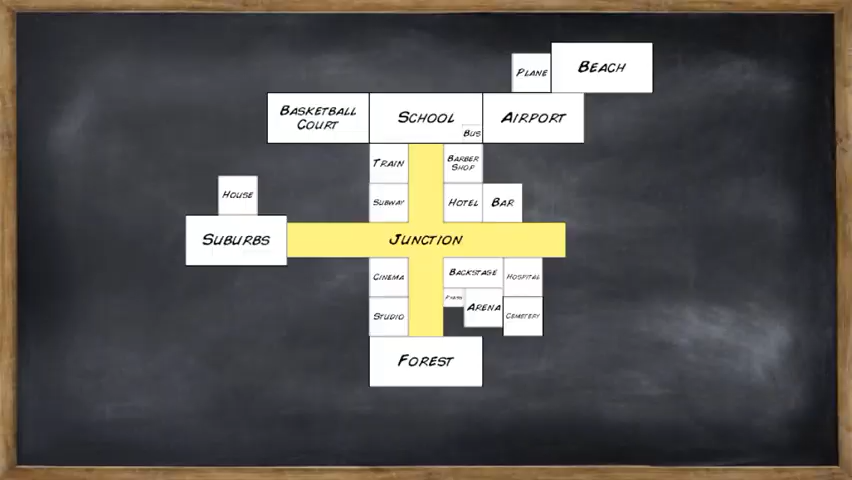 PLANE
BEACH
BASKETBALL
COURT
SCHOOL
BUS
AIRPORT
TRAIN
BARBER
SHOP
HOUSE
SUBWAY
HOTEL
BAR
SUBURBS
JUNCTION
CINEMA
BACKSTAGE
HOSPITAL
ARENA
STUDIO
CEMETERY
FOREST